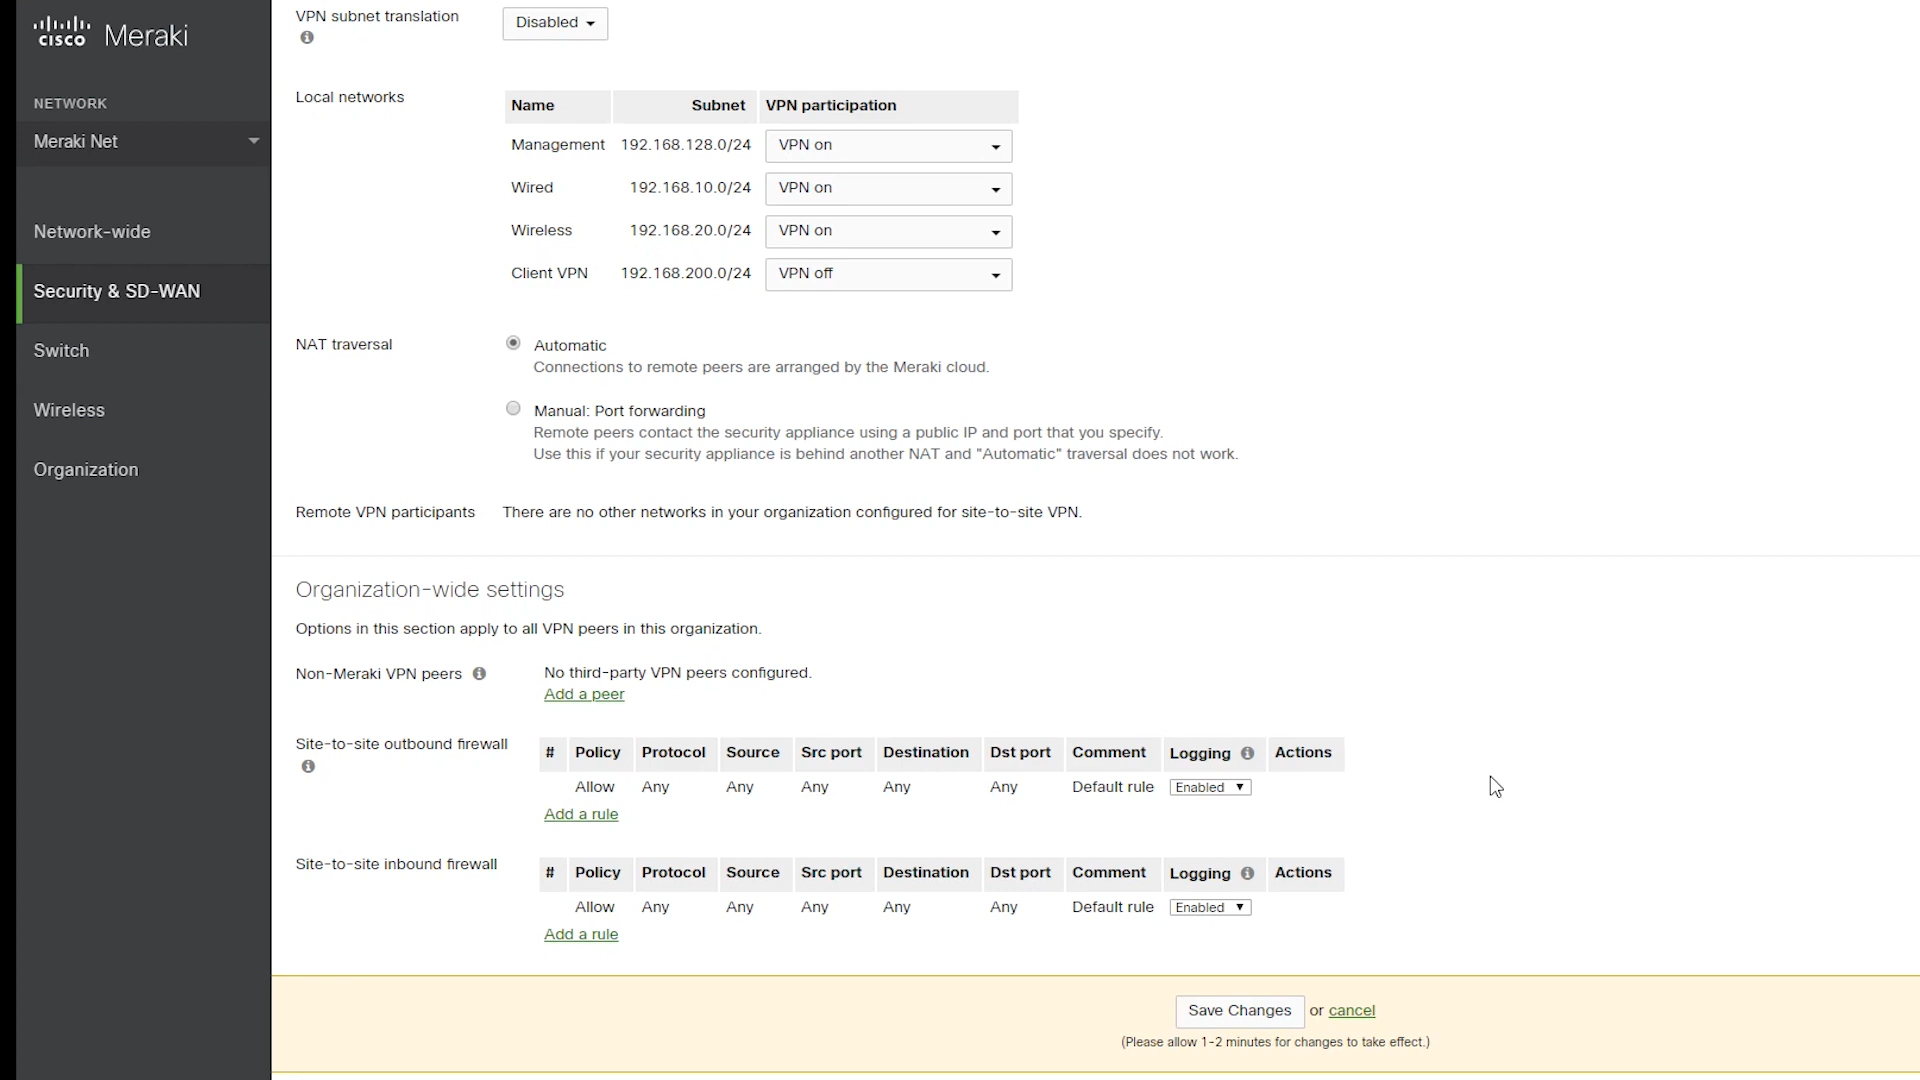 CISCO Meraki
NETWORK
Meraki Net
Network-wide
Security & SD-WAN
Switch
Wireless
Organization
VPN subnet translation
Disabled
Local networks
Name Subnet VPN participation
Management 192.168.128.0/24 VPN on
Wired 192.168.10.0/24 VPN on
Wireless 192.168.20.0/24 VPN on
Client VPN 192.168.200.0/24 VPN off
NAT traversal
Automatic
Connections to remote peers are arranged by the Meraki cloud.
Manual: Port forwarding
Remote peers contact the security appliance using a public IP and port that you specify.
Use this if your security appliance is behind another NAT and "Automatic" traversal does not work.
Remote VPN participants There are no other networks in your organization configured for site-to-site VPN.
Organization-wide settings
Options in this section apply to all VPN peers in this organization.
Non-Meraki VPN peers No third-party VPN peers configured.
Add a peer
Site-to-site outbound firewall
# Policy Protocol Source Src port Destination Dst port Comment Logging Actions
Allow Any Any Any Any Any Default rule Enabled
Add a rule
Site-to-site inbound firewall
# Policy Protocol Source Src port Destination Dst port Comment Logging Actions
Allow Any Any Any Any Any Default rule Enabled
Add a rule
Save Changes or cancel
(Please allow 1-2 minutes for changes to take effect.)